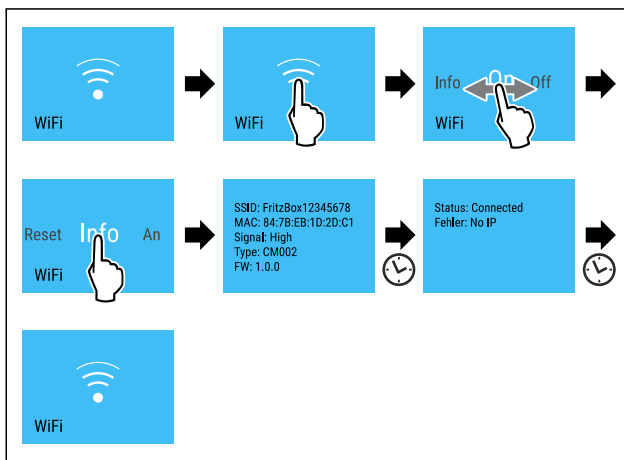 WiFi
WiFi
Info On Off
WiFi
Reset Info An
WiFi
SSID: FritzBox12345678
MAC: 84:7B:EB:1D:2D:C1
Signal: High
Type: CM002
FW: 1.0.0
Status: Connected
Fehler: No IP
WiFi